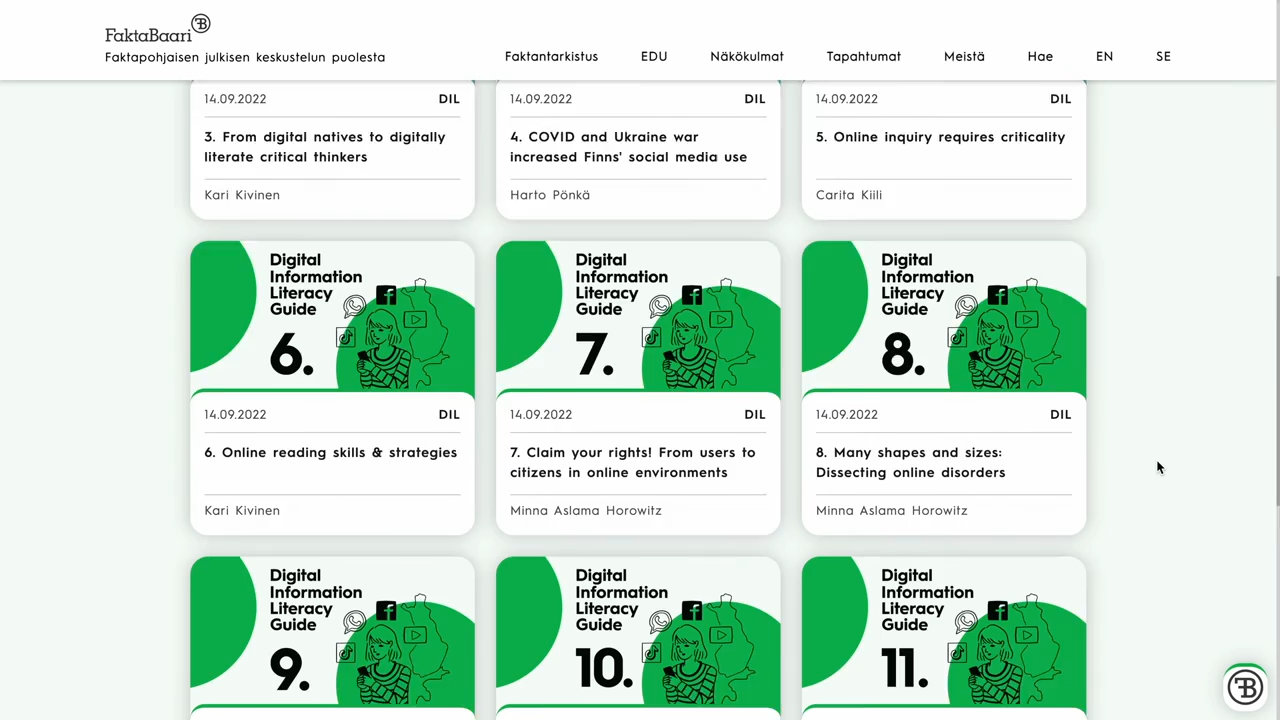 FaktaBaari
Faktapohjaisen julkisen keskustelun puolesta
Faktantarkistus EDU Näkökulmat Tapahtumat Meistä Hae EN SE
14.09.2022 DIL
3. From digital natives to digitally
literate critical thinkers
Kari Kivinen
14.09.2022 DIL
4. COVID and Ukraine war
increased Finns' social media use
Harto Pönkä
14.09.2022 DIL
5. Online inquiry requires criticality
Carita Kiili
Digital
Information
Literacy
Guide
6.
14.09.2022 DIL
6. Online reading skills & strategies
Kari Kivinen
Digital
Information
Literacy
Guide
7.
14.09.2022 DIL
7. Claim your rights! From users to
citizens in online environments
Minna Aslama Horowitz
Digital
Information
Literacy
Guide
8.
14.09.2022 DIL
8. Many shapes and sizes:
Dissecting online disorders
Minna Aslama Horowitz
Digital
Information
Literacy
Guide
9.
Digital
Information
Literacy
Guide
10.
Digital
Information
Literacy
Guide
11.